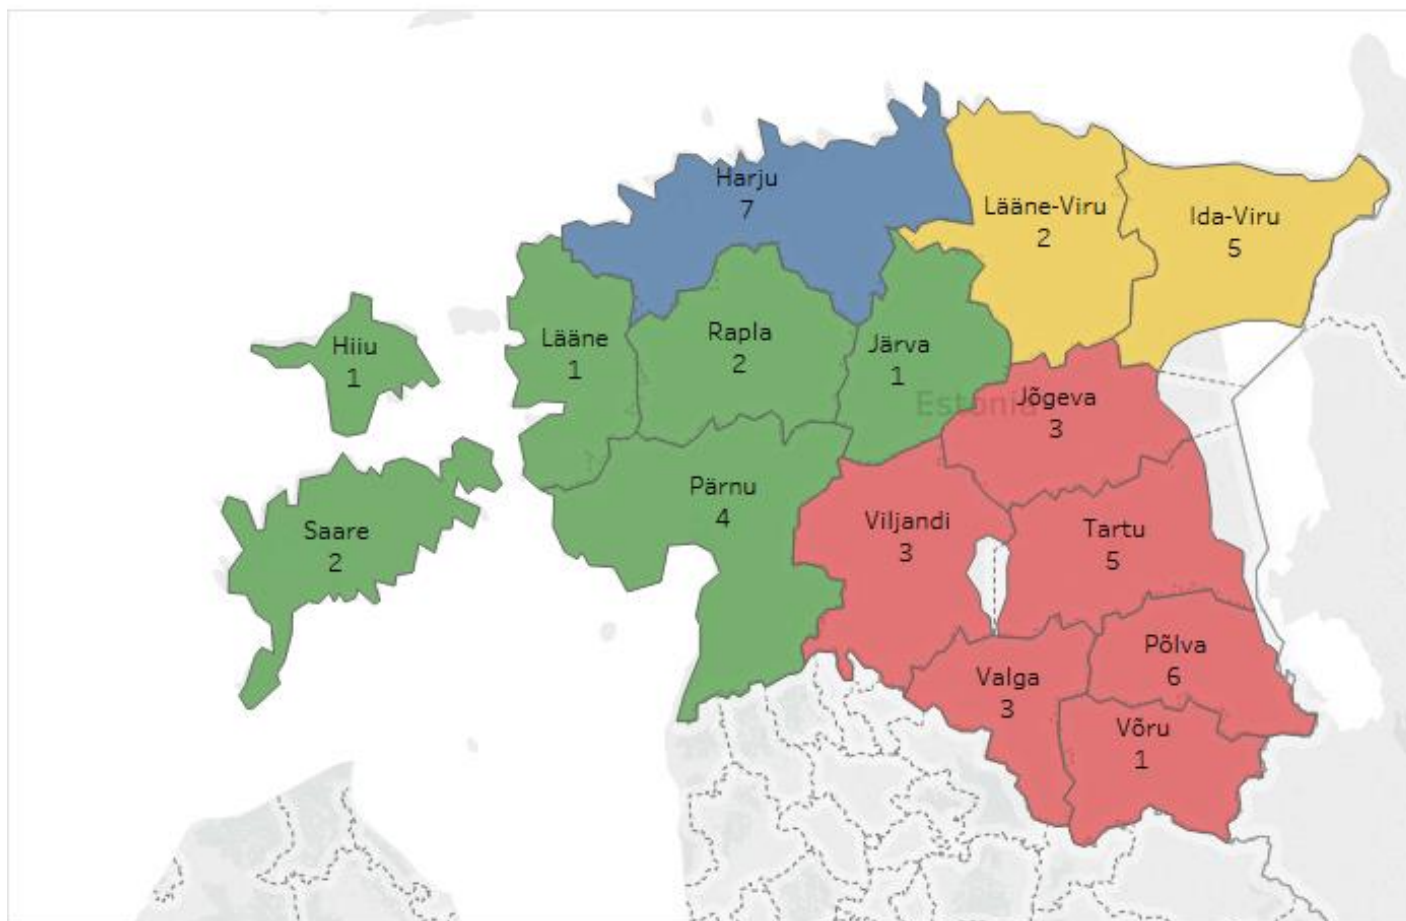 Harju
7
Lääne-Viru
2
Ida-Viru
5
Hiiu
1
Lääne
1
Rapla
2
Järva
1
Estonia
Jõgeva
3
Saare
2
Pärnu
4
Viljandi
3
Tartu
5
Valga
3
Põlva
6
Võru
1